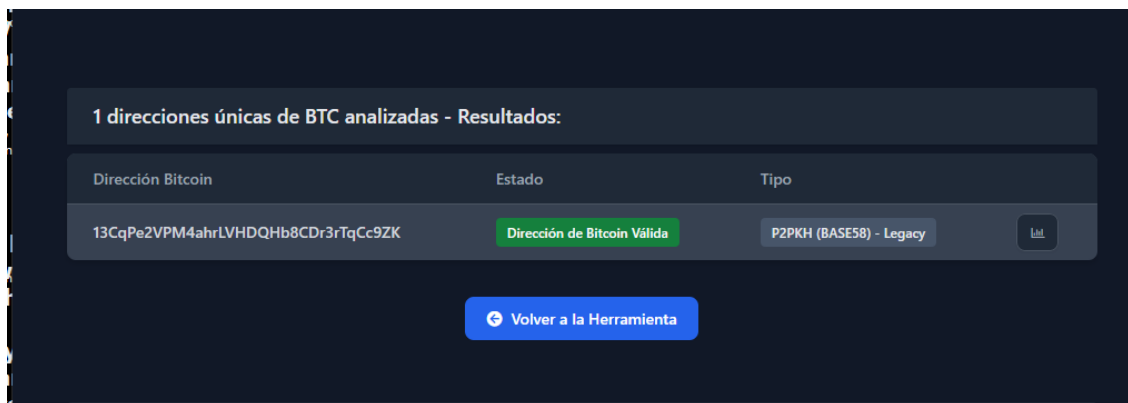 1 direcciones únicas de BTC analizadas - Resultados:
Dirección Bitcoin Estado Tipo
13CqPe2VPM4ahrLVHDQHb8CDr3rTqCc9ZK Dirección de Bitcoin Válida P2PKH (BASE58) - Legacy
Volver a la Herramienta